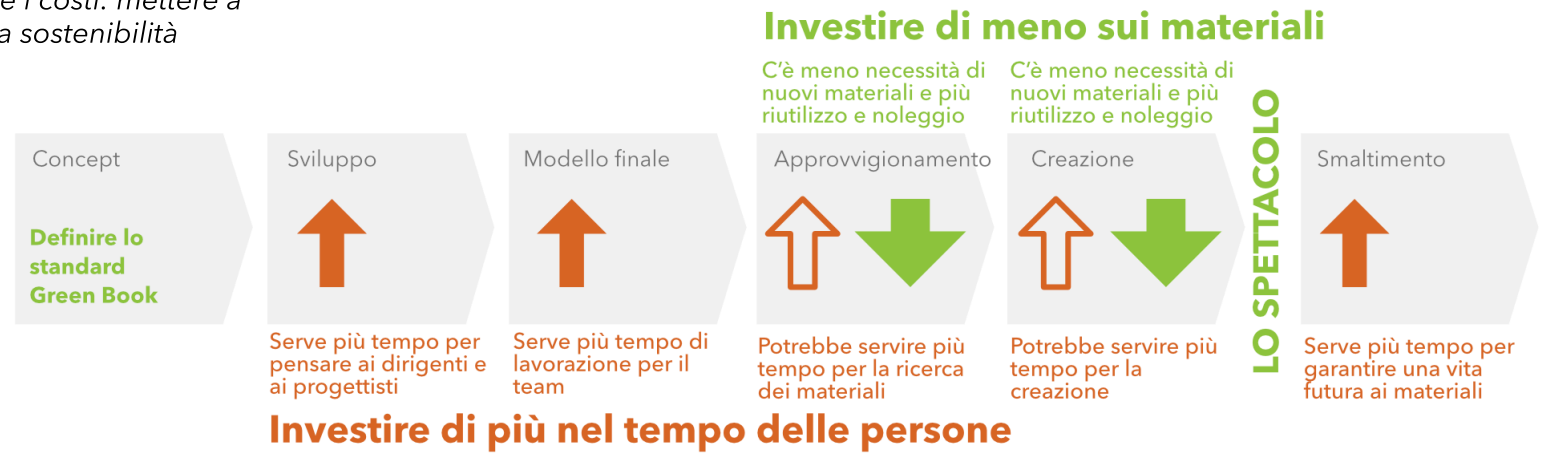 e i costi: mettere a
a sostenibilità
Investire di meno sui materiali
C'è meno necessità di
nuovi materiali e più
riutilizzo e noleggio
C'è meno necessità di
nuovi materiali e più
riutilizzo e noleggio
Concept
Definire lo
standard
Green Book
Sviluppo
Modello finale
Approvvigionamento
Creazione
LO SPETTACOLO
Smaltimento
Serve più tempo per
pensare ai dirigenti e
ai progettisti
Serve più tempo di
lavorazione per il
team
Potrebbe servire più
tempo per la ricerca
dei materiali
Potrebbe servire più
tempo per la
creazione
Serve più tempo per
garantire una vita
futura ai materiali
Investire di più nel tempo delle persone